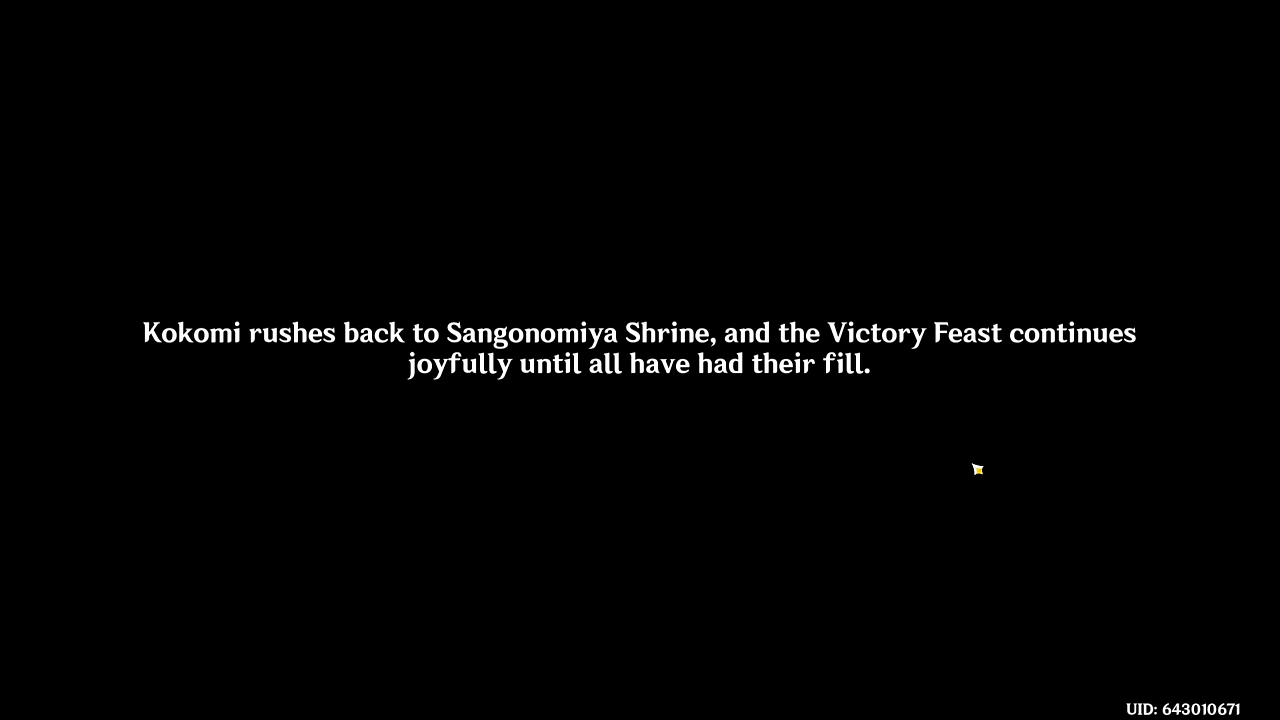 Kokomi rushes back to Sangonomiya Shrine, and the Victory Feast continues
joyfully until all have had their fill.
UID: 643010671